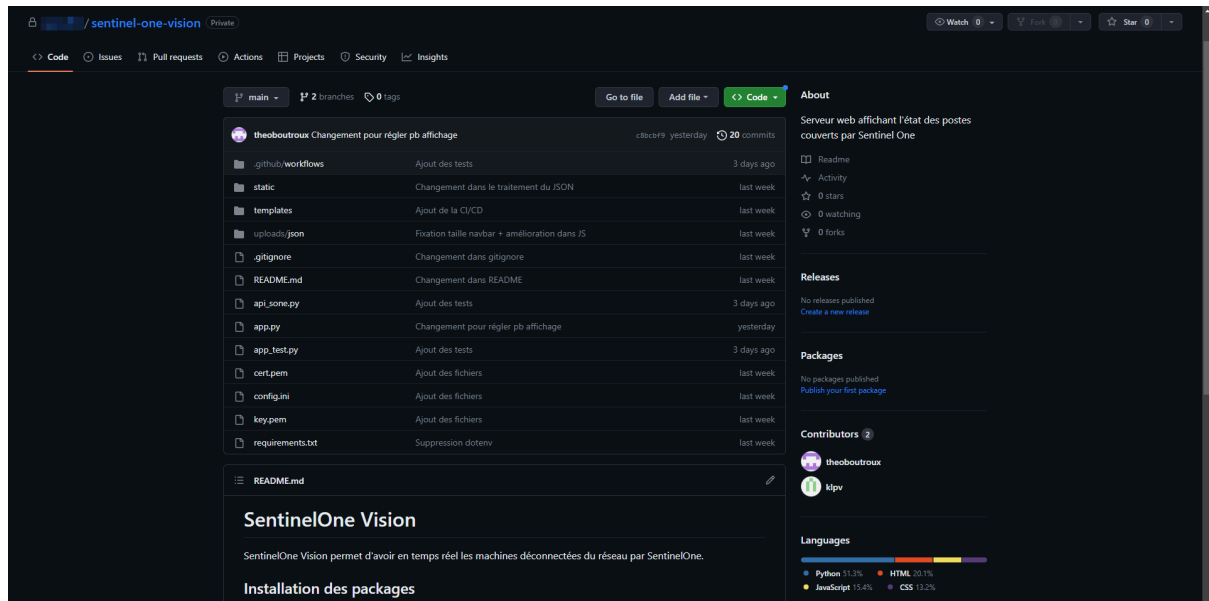 / sentinel-one-vision Private
Watch 0 Fork 0 Star 0
Code Issues Pull requests Actions Projects Security Insights
main 2 branches 0 tags Go to file Add file Code
theoboutroux Changement pour régler pb affichage c8bcbf9 yesterday 20 commits
.github/workflows Ajout des tests 3 days ago
static Changement dans le traitement du JSON last week
templates Ajout de la CI/CD last week
uploads/json Fixation taille navbar + amélioration dans JS last week
.gitignore Changement dans gitignore last week
README.md Changement dans README last week
api_sone.py Ajout des tests 3 days ago
app.py Changement pour régler pb affichage yesterday
app_test.py Ajout des tests 3 days ago
cert.pem Ajout des fichiers last week
config.ini Ajout des fichiers last week
key.pem Ajout des fichiers last week
requirements.txt Suppression dotenv last week
README.md
SentinelOne Vision
SentinelOne Vision permet d'avoir en temps réel les machines déconnectées du réseau par SentinelOne.
Installation des packages
About
Serveur web affichant l'état des postes
couverts par Sentinel One
Readme
Activity
0 stars
0 watching
0 forks
Releases
No releases published
Create a new release
Packages
No packages published
Publish your first package
Contributors 2
theoboutroux
klpv
Languages
Python 51.3% HTML 20.1%
JavaScript 15.4% CSS 13.2%